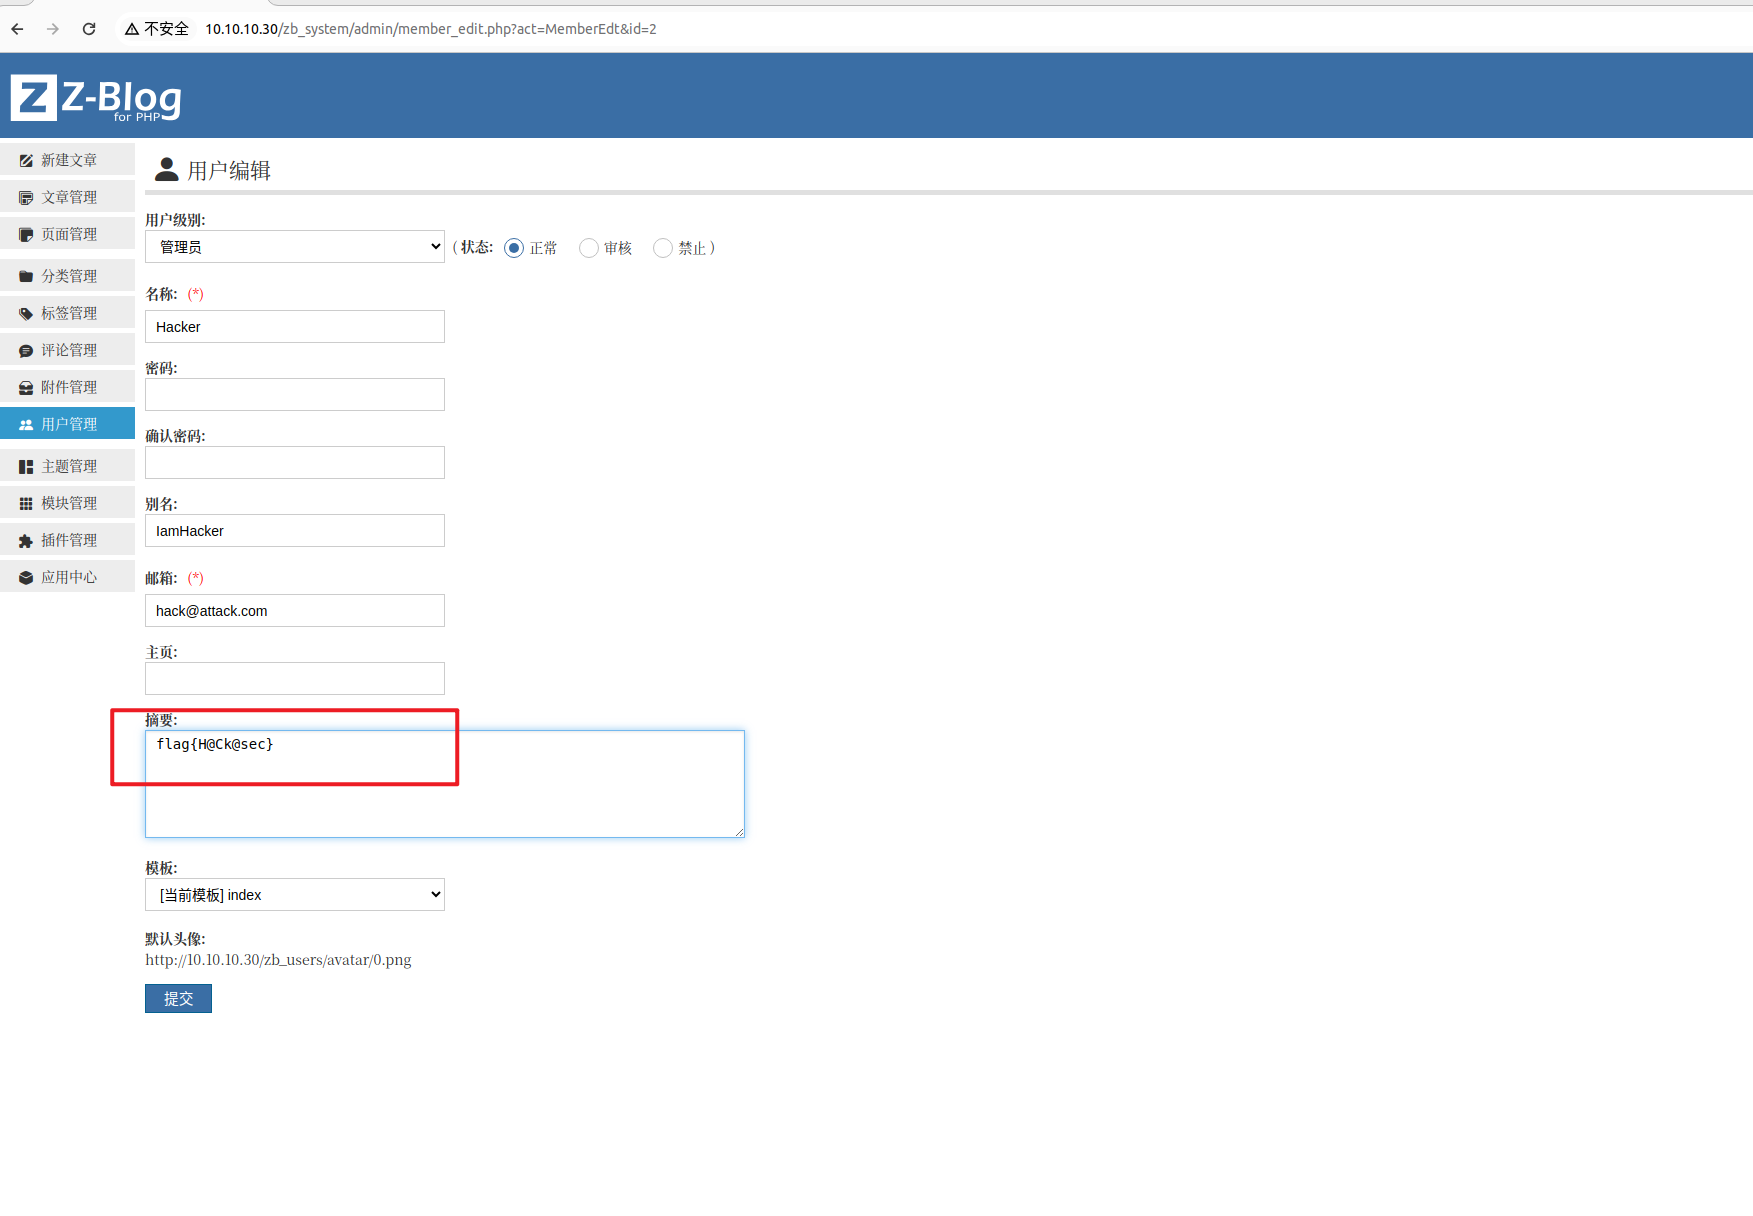 不安全 10.10.10.30/zb_system/admin/member_edit.php?act=MemberEdt&id=2
Z Z-Blog
for PHP
新建文章
文章管理
页面管理
分类管理
标签管理
评论管理
附件管理
用户管理
主题管理
模块管理
插件管理
应用中心
用户编辑
用户级别:
管理员 ( 状态: 正常 审核 禁止 )
名称: (*)
Hacker
密码:
确认密码:
别名:
IamHacker
邮箱: (*)
hack@attack.com
主页:
摘要:
flag{H@Ck@sec}
模板:
[当前模板] index
默认头像:
http://10.10.10.30/zb_users/avatar/0.png
提交